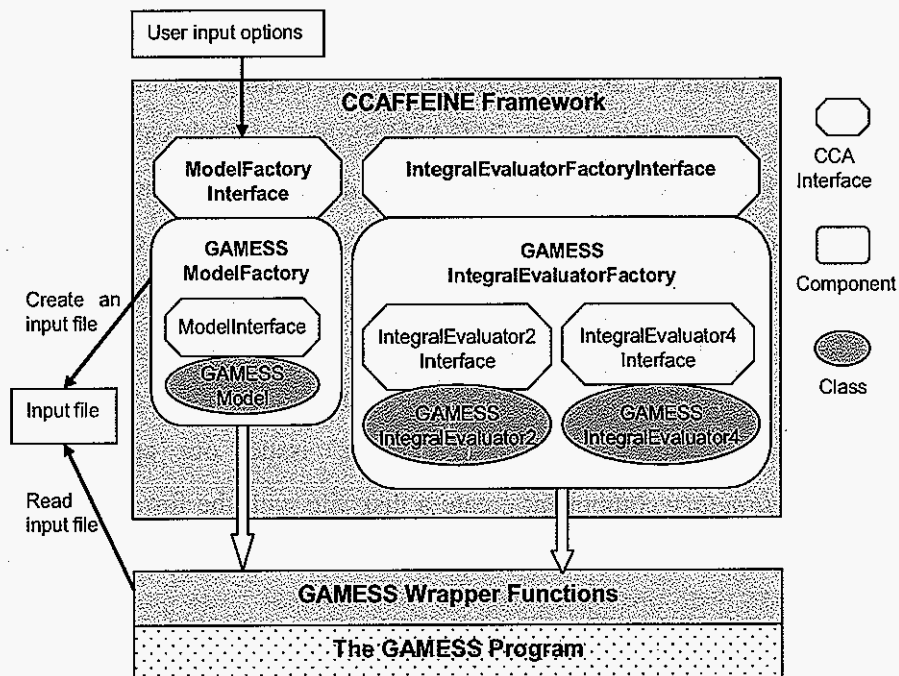 User input options
CCAFFEINE Framework
ModelFactory
Interface
IntegralEvaluatorFactoryInterface
CCA
Interface
GAMESS
ModelFactory
GAMESS
IntegralEvaluatorFactory
Component
Create an
input file
ModelInterface
IntegralEvaluator2
Interface
IntegralEvaluator4
Interface
GAMESS
Model
Class
Input file
GAMESS
IntegralEvaluator2
GAMESS
IntegralEvaluator4
Read
input file
GAMESS Wrapper Functions
The GAMESS Program